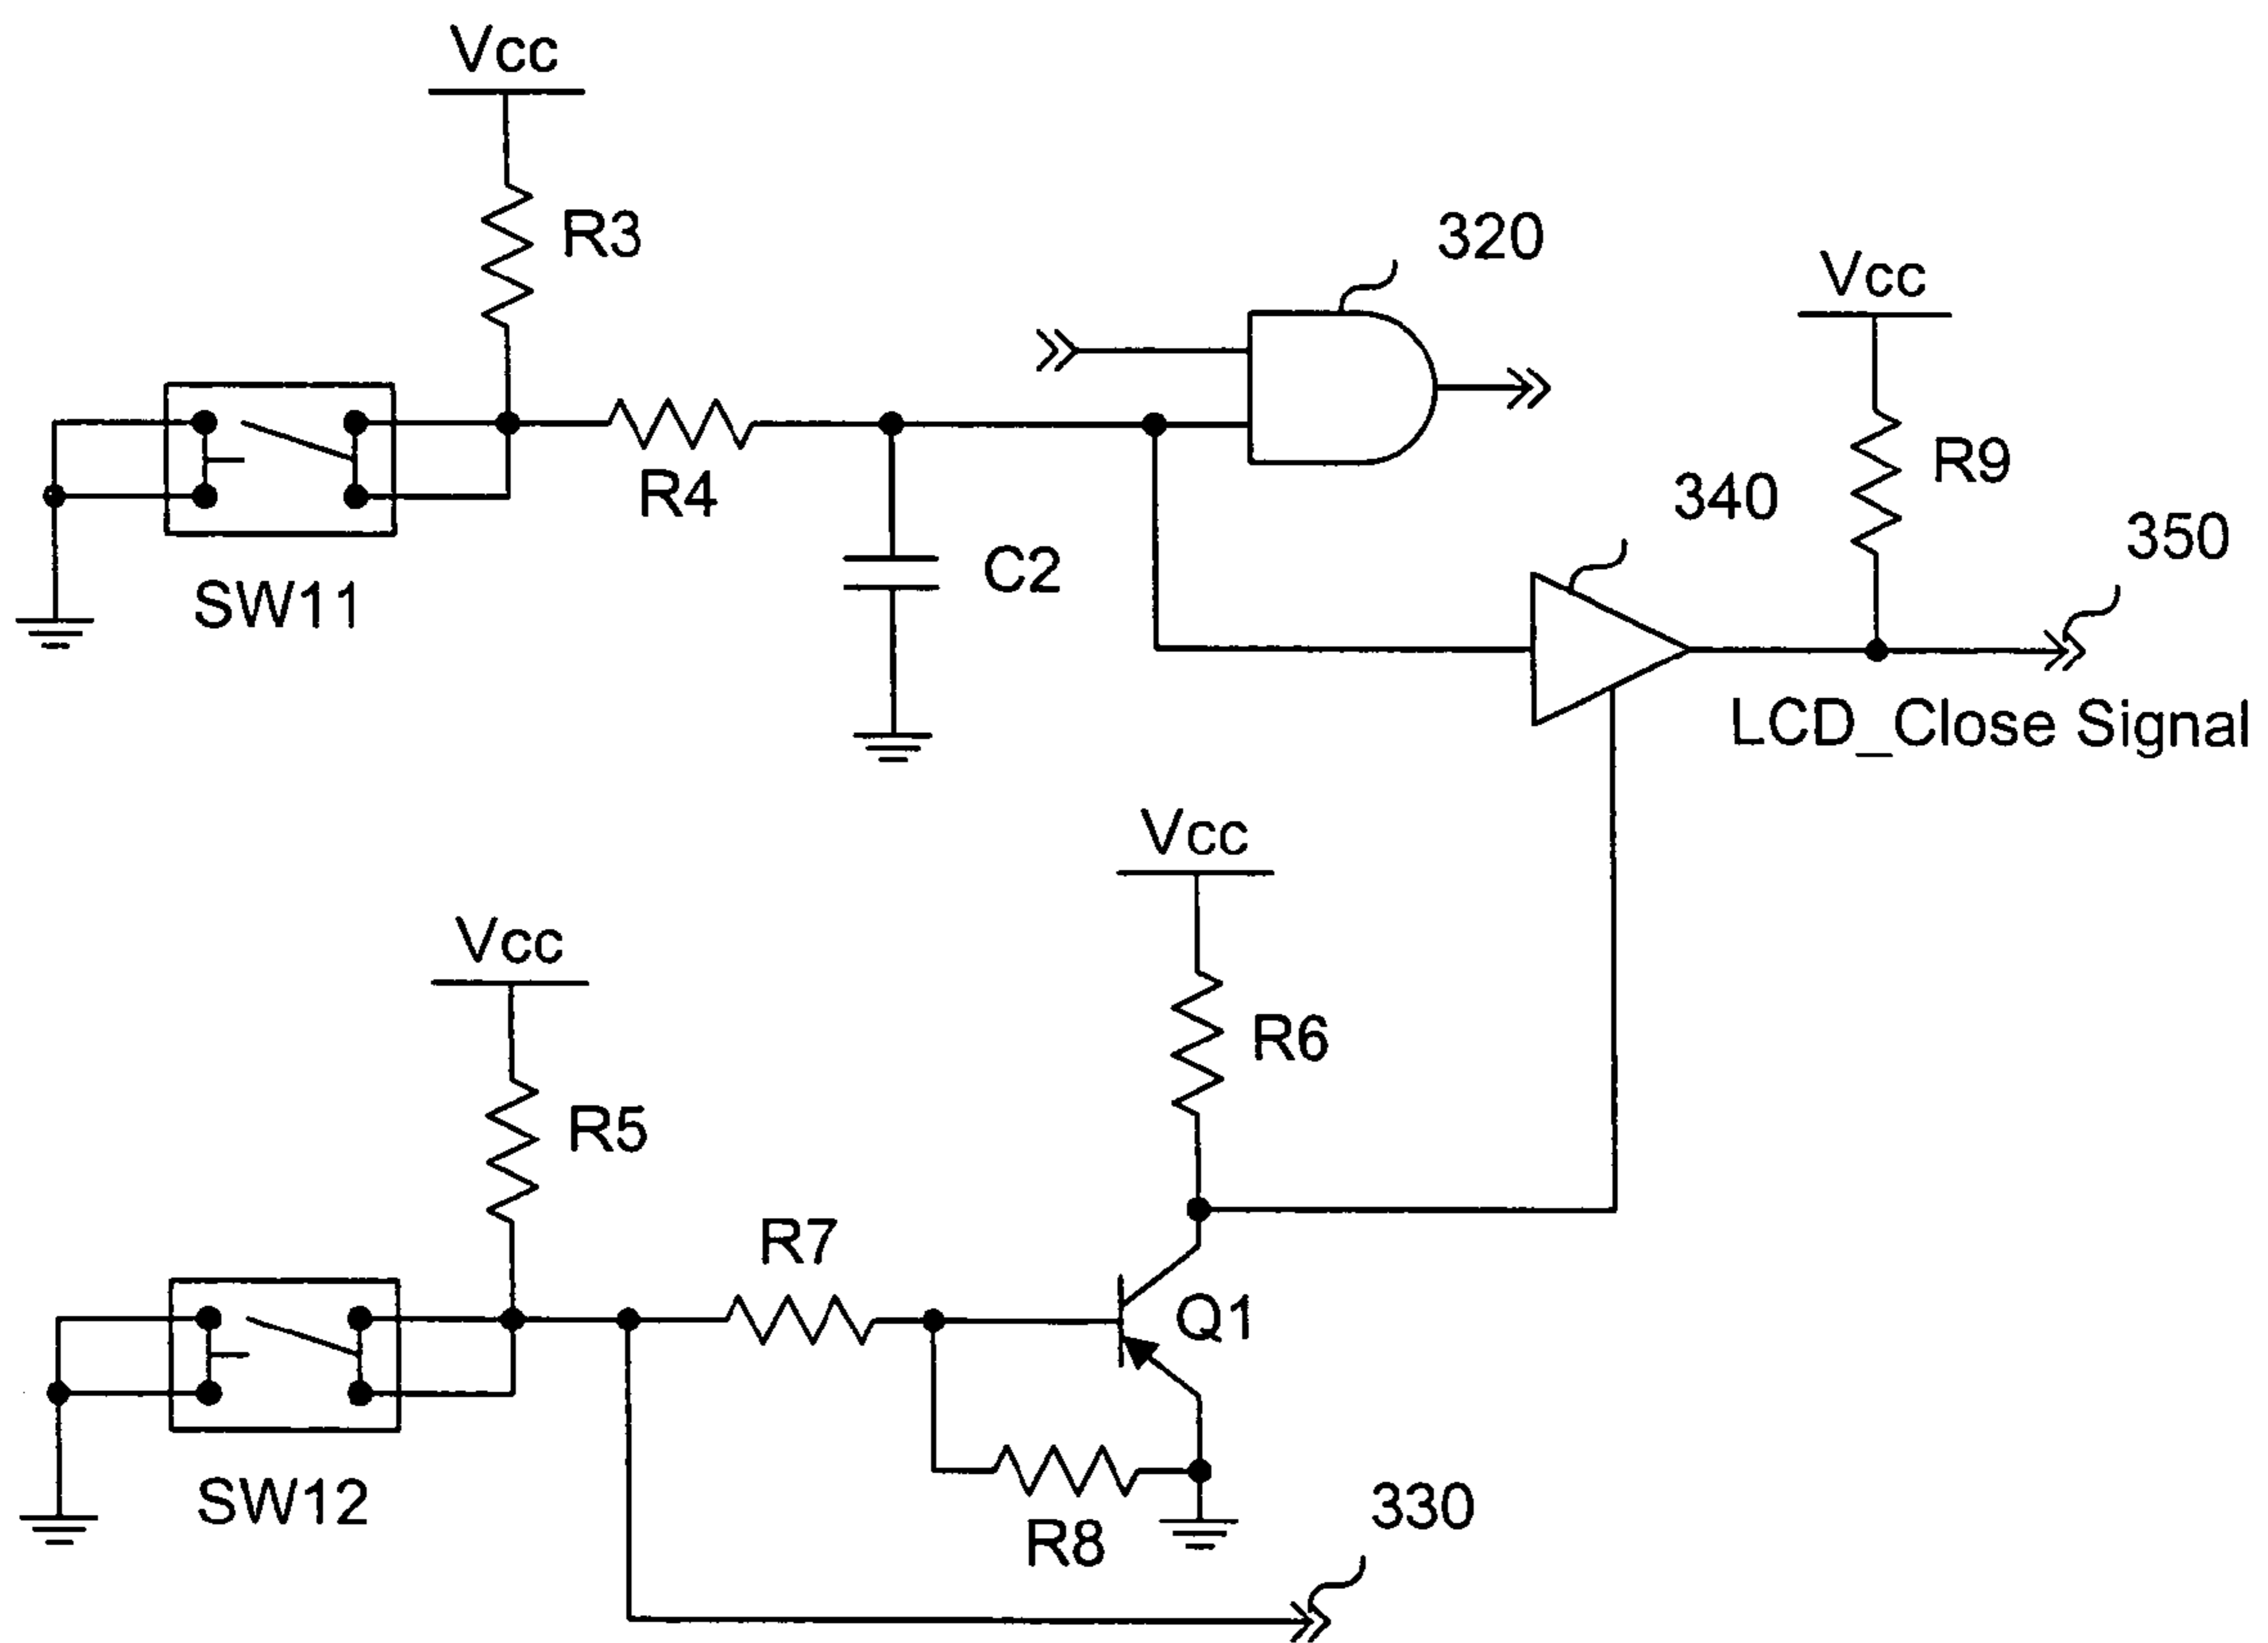 Vcc
R3
320
Vcc
R4
R9
340
350
C2
SW11
LCD_Close Signal
Vcc
Vcc
R6
R5
R7
Q1
SW12
R8
330